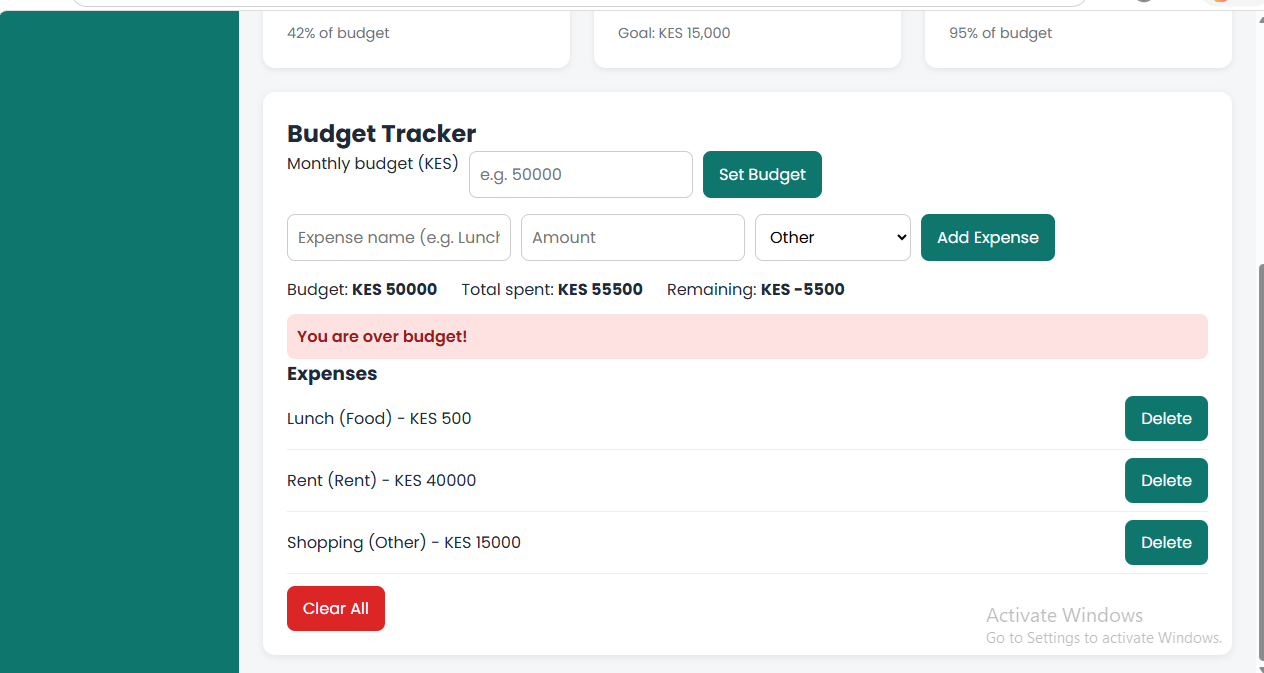 42% of budget Goal: KES 15,000 95% of budget
Budget Tracker
Monthly budget (KES) e.g. 50000 Set Budget
Expense name (e.g. Lunch Amount Other Add Expense
Budget: KES 50000 Total spent: KES 55500 Remaining: KES -5500
You are over budget!
Expenses
Lunch (Food) - KES 500 Delete
Rent (Rent) - KES 40000 Delete
Shopping (Other) - KES 15000 Delete
Clear All
Activate Windows
Go to Settings to activate Windows.